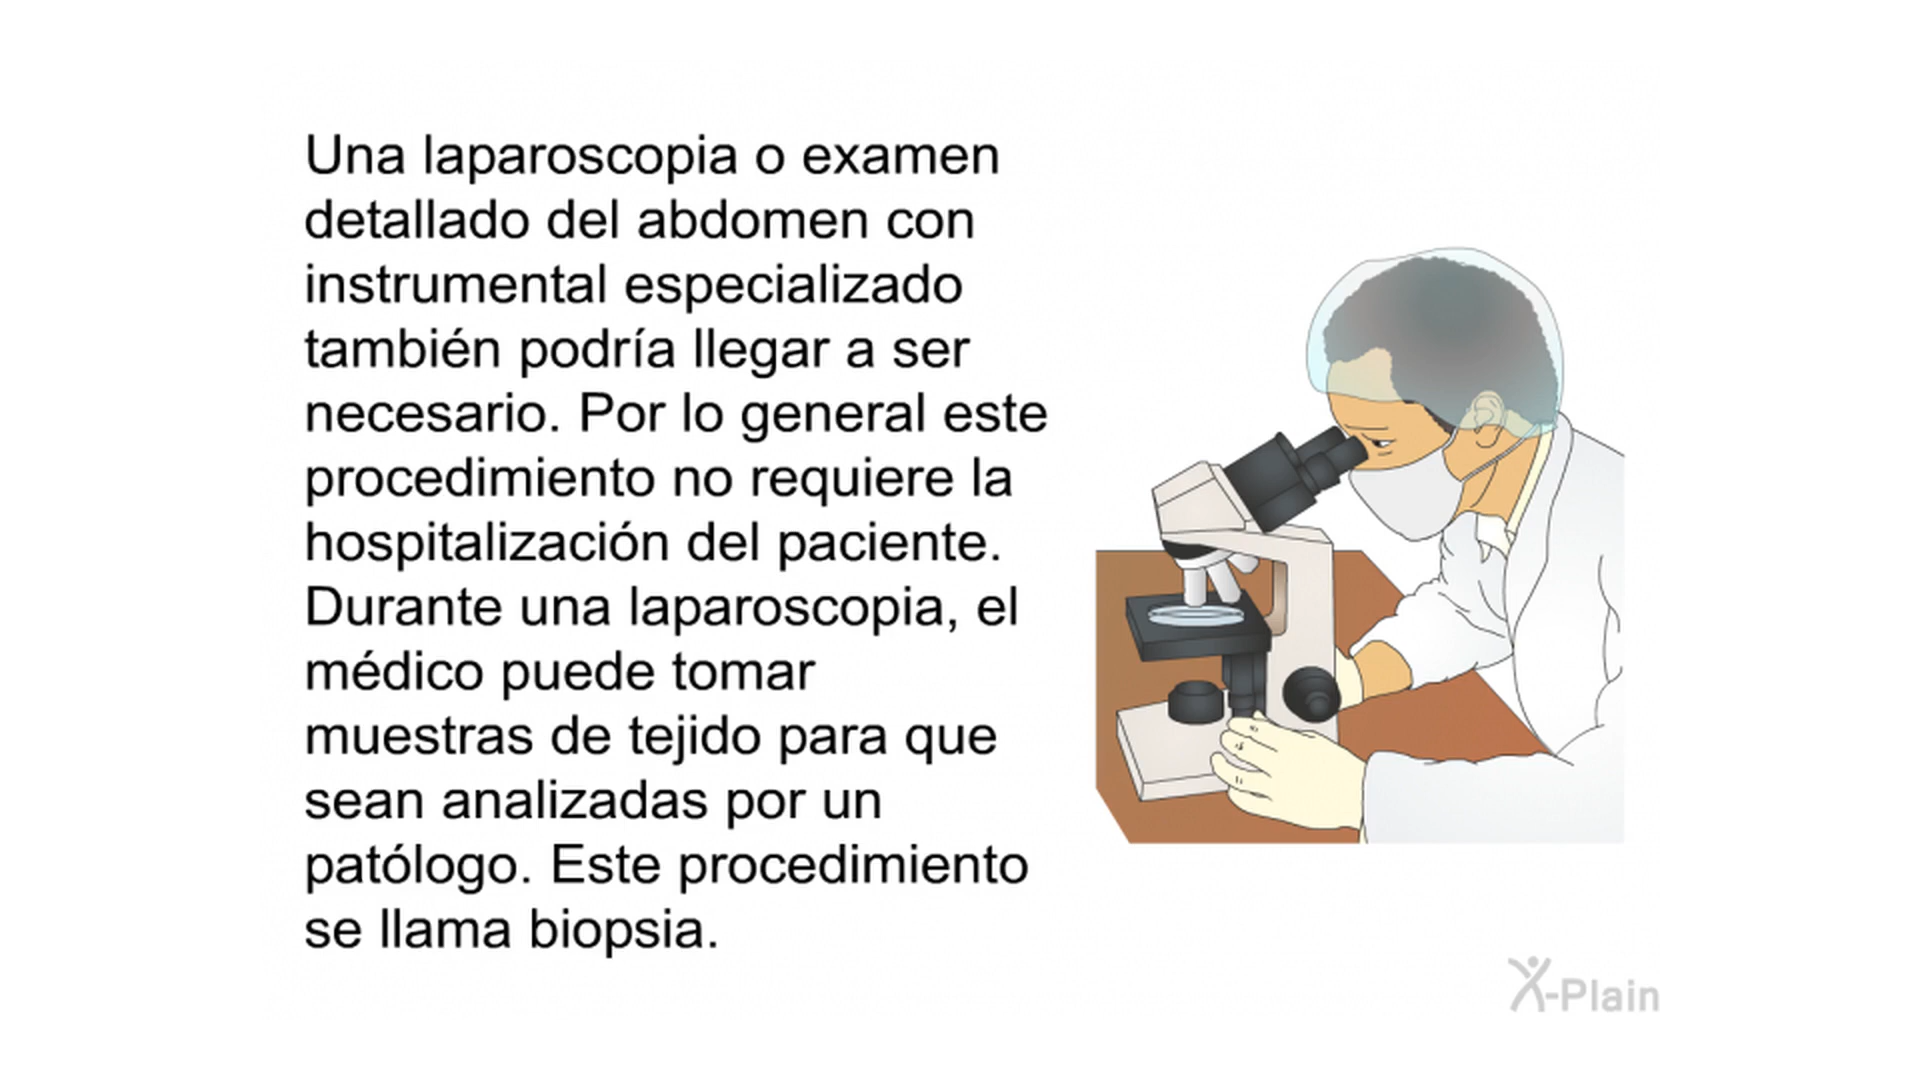 Una laparoscopia o examen
detallado del abdomen con
instrumental especializado
también podría llegar a ser
necesario. Por lo general este
procedimiento no requiere la
hospitalización del paciente.
Durante una laparoscopia, el
médico puede tomar
muestras de tejido para que
sean analizadas por un
patólogo. Este procedimiento
se llama biopsia.
X-Plain